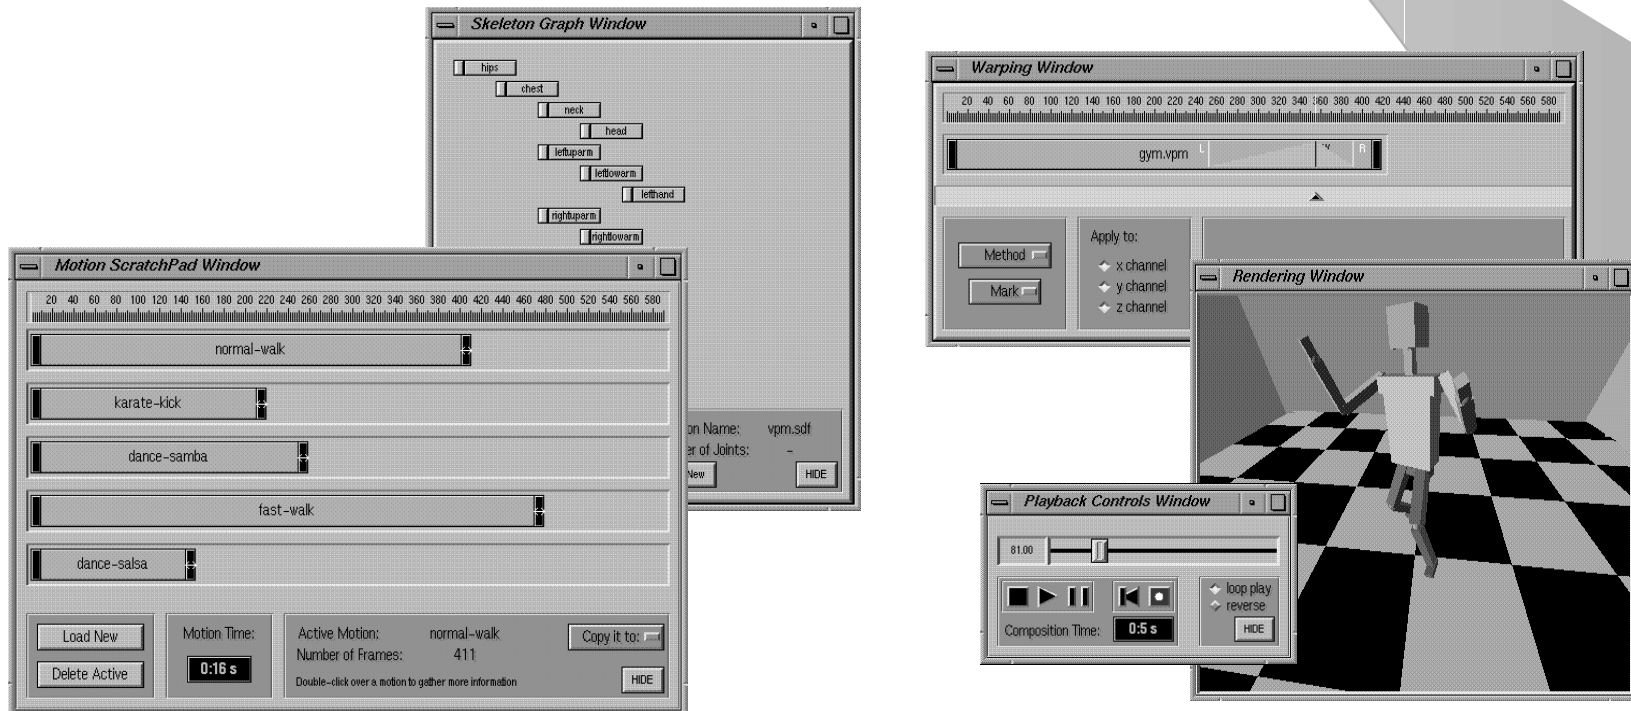 Skeleton Graph Window
hips
chest
neck
head
leftuparm
leftlowarm
lefthand
rightuparm
rightlowarm
on Name: vpm.sdf
er of Joints: -
New HIDE
Motion ScratchPad Window
20 40 60 80 100 120 140 160 180 200 220 240 260 280 300 320 340 360 380 400 420 440 460 480 500 520 540 560 580
normal-walk
karate-kick
dance-samba
fast-walk
dance-salsa
Load New
Delete Active
Motion Time:
0:16 s
Active Motion: normal-walk
Number of Frames: 411
Double-click over a motion to gather more information
Copy it to:
HIDE
Warping Window
20 40 60 80 100 120 140 160 180 200 220 240 260 280 300 320 340 360 380 400 420 440 460 480 500 520 540 560 580
gym.vpm L W R
Method
Mark
Apply to:
x channel
y channel
z channel
Rendering Window
Playback Controls Window
81.00
loop play
reverse
Composition Time: 0:5 s
HIDE